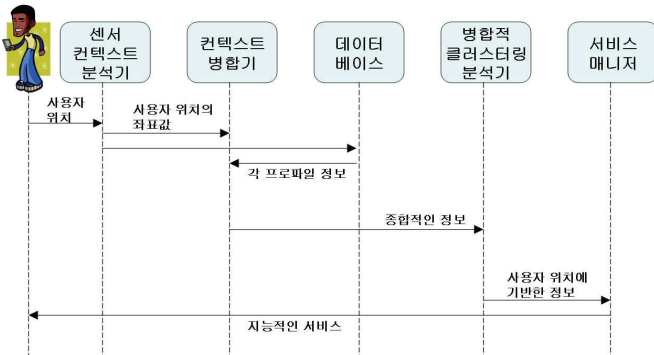 센서
컨텍스트
분석기
컨텍스트
병합기
데이터
베이스
병합적
클러스터링
분석기
서비스
매니저
사용자
위치
사용자 위치의
좌표값
각 프로파일 정보
종합적인 정보
사용자 위치에
기반한 정보
지능적인 서비스